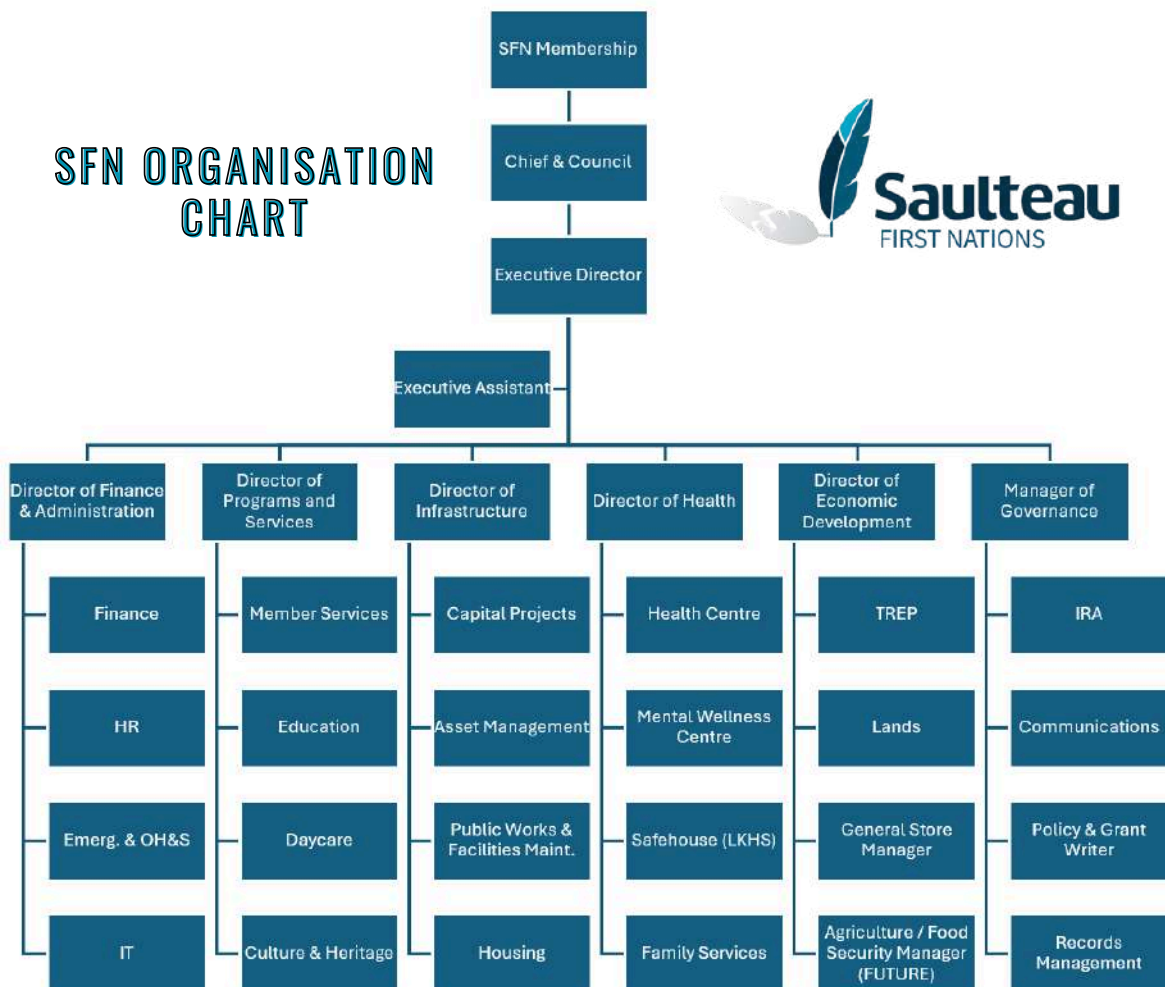 SFN Membership
Chief & Council
SFN ORGANISATION
CHART
Saulteau
FIRST NATIONS
Executive Director
Executive Assistant
Director of Finance
& Administration
Director of
Programs and
Services
Director of
Infrastructure
Director of Health
Director of
Economic
Development
Manager of
Governance
Finance
Member Services
Capital Projects
Health Centre
TREP
IRA
HR
Education
Asset Management
Mental Wellness
Centre
Lands
Communications
Emerg. & OH&S
Daycare
Public Works &
Facilities Maint.
Safehouse (LKHS)
General Store
Manager
Policy & Grant
Writer
IT
Culture & Heritage
Housing
Family Services
Agriculture / Food
Security Manager
(FUTURE)
Records
Management